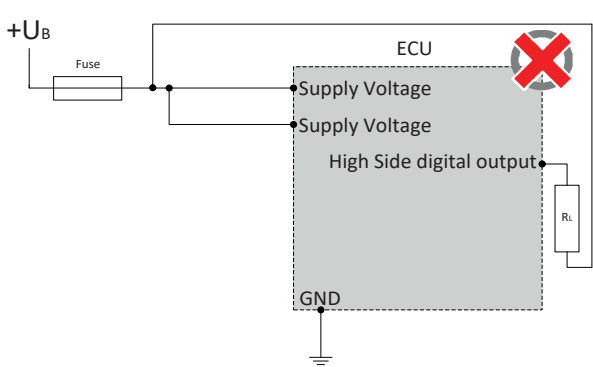 +UB
Fuse
ECU
Supply Voltage
Supply Voltage
High Side digital output
RL
GND